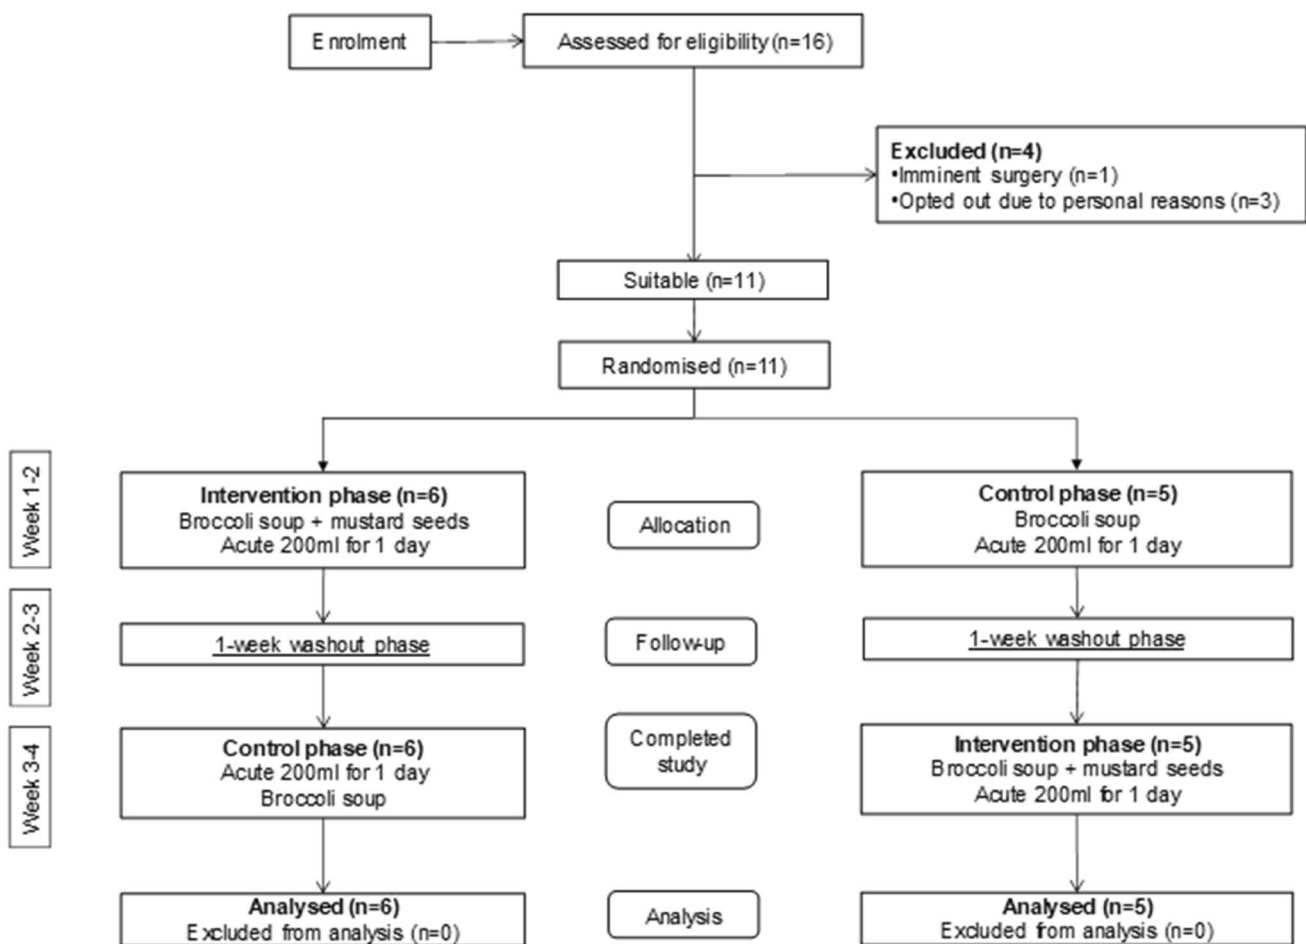 Enrolment
Assessed for eligibility (n=16)
Excluded (n=4)
•Imminent surgery (n=1)
•Opted out due to personal reasons (n=3)
Suitable (n=11)
Randomised (n=11)
Week 1-2
Intervention phase (n=6)
Broccoli soup + mustard seeds
Acute 200ml for 1 day
Allocation
Control phase (n=5)
Broccoli soup
Acute 200ml for 1 day
Week 2-3
1-week washout phase
Follow-up
1-week washout phase
Week 3-4
Control phase (n=6)
Acute 200ml for 1 day
Broccoli soup
Completed
study
Intervention phase (n=5)
Broccoli soup + mustard seeds
Acute 200ml for 1 day
Analysed (n=6)
Excluded from analysis (n=0)
Analysis
Analysed (n=5)
Excluded from analysis (n=0)